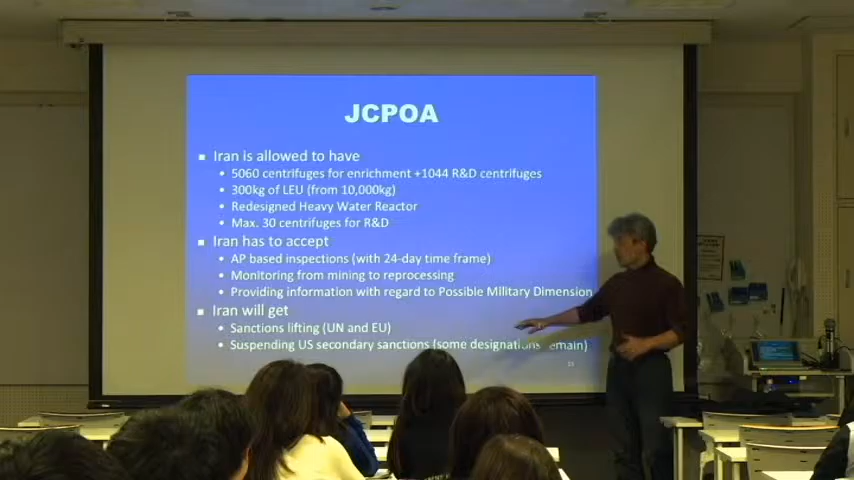 JCPOA
▪ Iran is allowed to have
• 5060 centrifuges for enrichment +1044 R&D centrifuges
• 300kg of LEU (from 10,000kg)
• Redesigned Heavy Water Reactor
• Max. 30 centrifuges for R&D
▪ Iran has to accept
• AP based inspections (with 24-day time frame)
• Monitoring from mining to reprocessing
• Providing information with regard to Possible Military Dimension
▪ Iran will get
• Sanctions lifting (UN and EU)
• Suspending US secondary sanctions (some designations remain)